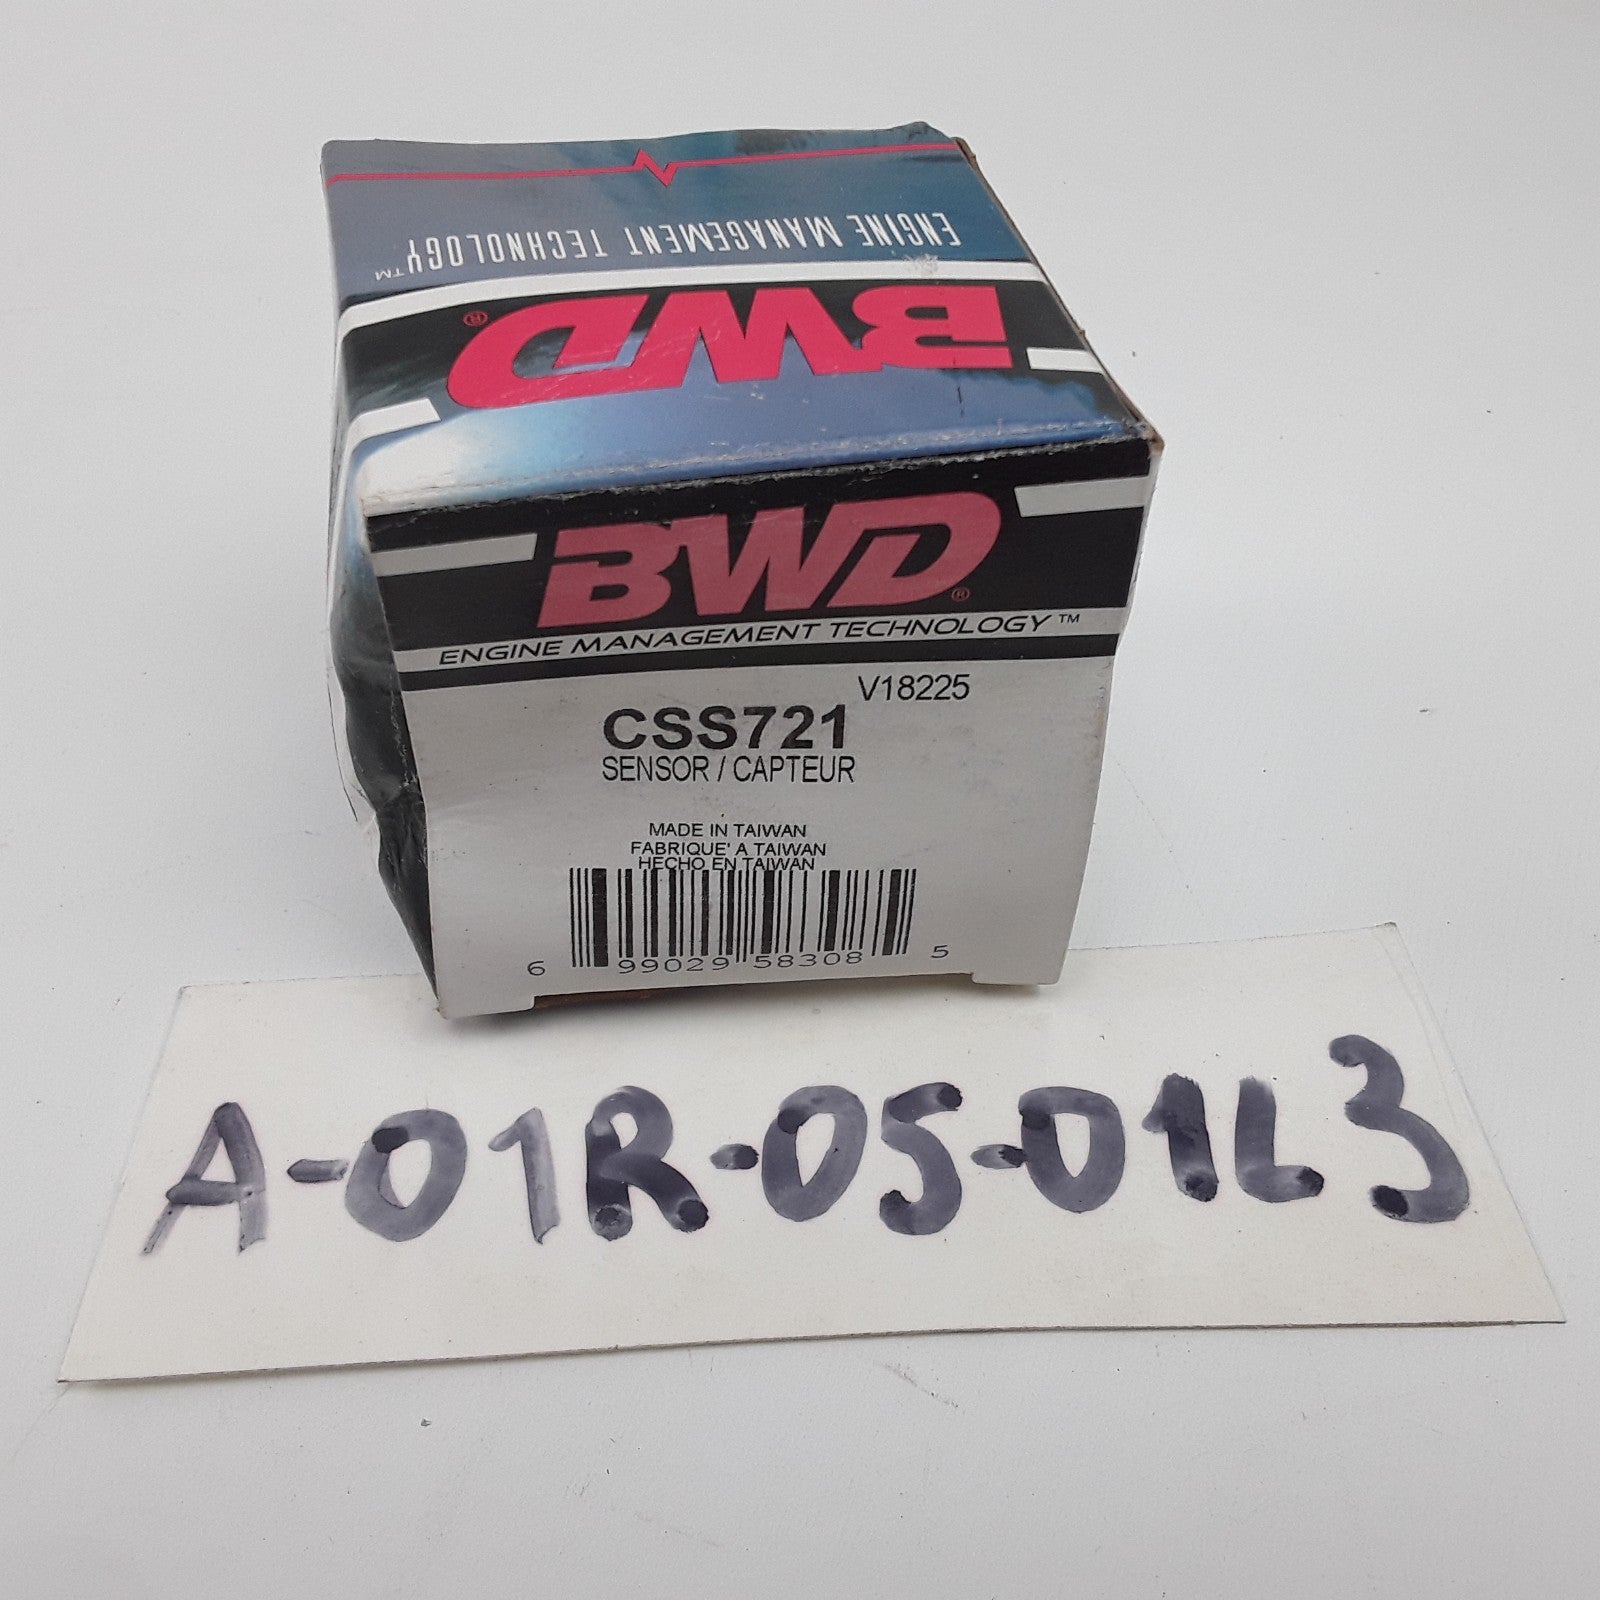 ENGINE MANAGEMENT TECHNOLOGY™
BWD®
BWD®
ENGINE MANAGEMENT TECHNOLOGY™
V18225
CSS721
SENSOR / CAPTEUR
MADE IN TAIWAN
FABRIQUE' A TAIWAN
HECHO EN TAIWAN
6 99029 58308 5
A-01R-05-01L3